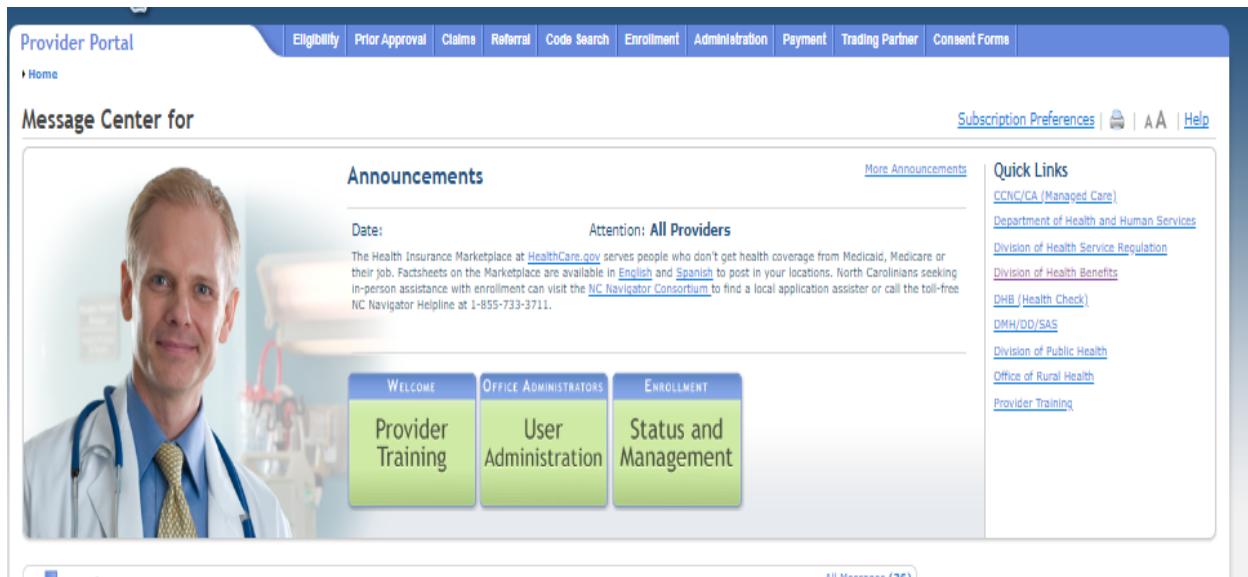 Provider Portal
Eligibility Prior Approval Claims Referral Code Search Enrollment Administration Payment Trading Partner Consent Forms
Home
Message Center for
Subscription Preferences | AA | Help
Announcements
More Announcements
Date: Attention: All Providers
The Health Insurance Marketplace at HealthCare.gov serves people who don't get health coverage from Medicaid, Medicare or
their job. Factsheets on the Marketplace are available in English and Spanish to post in your locations. North Carolinians seeking
in-person assistance with enrollment can visit the NC Navigator Consortium to find a local application assister or call the toll-free
NC Navigator Helpline at 1-855-733-3711.
WELCOME
Provider
Training
OFFICE ADMINISTRATORS
User
Administration
ENROLLMENT
Status and
Management
Quick Links
CCNC/CA (Managed Care)
Department of Health and Human Services
Division of Health Service Regulation
Division of Health Benefits
DHB (Health Check)
DMH/DD/SAS
Division of Public Health
Office of Rural Health
Provider Training